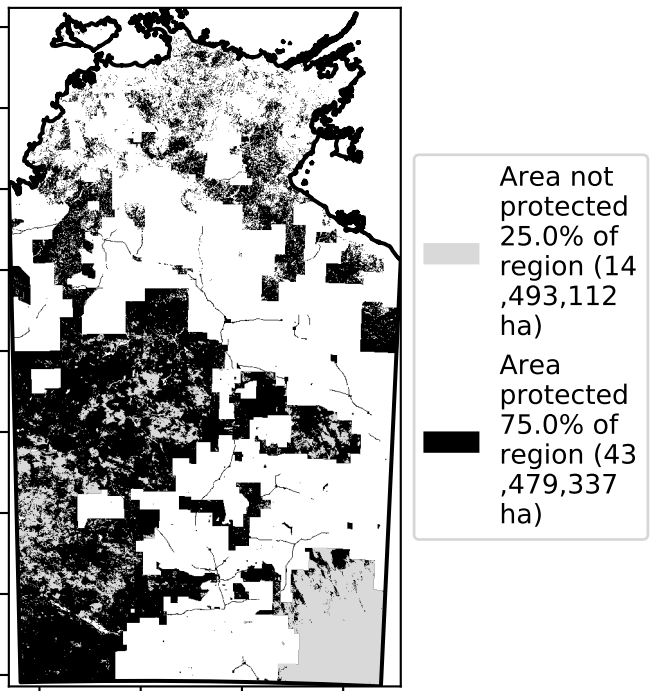 Area not
protected
25.0% of
region (14
,493,112
ha)
Area
protected
75.0% of
region (43
,479,337
ha)